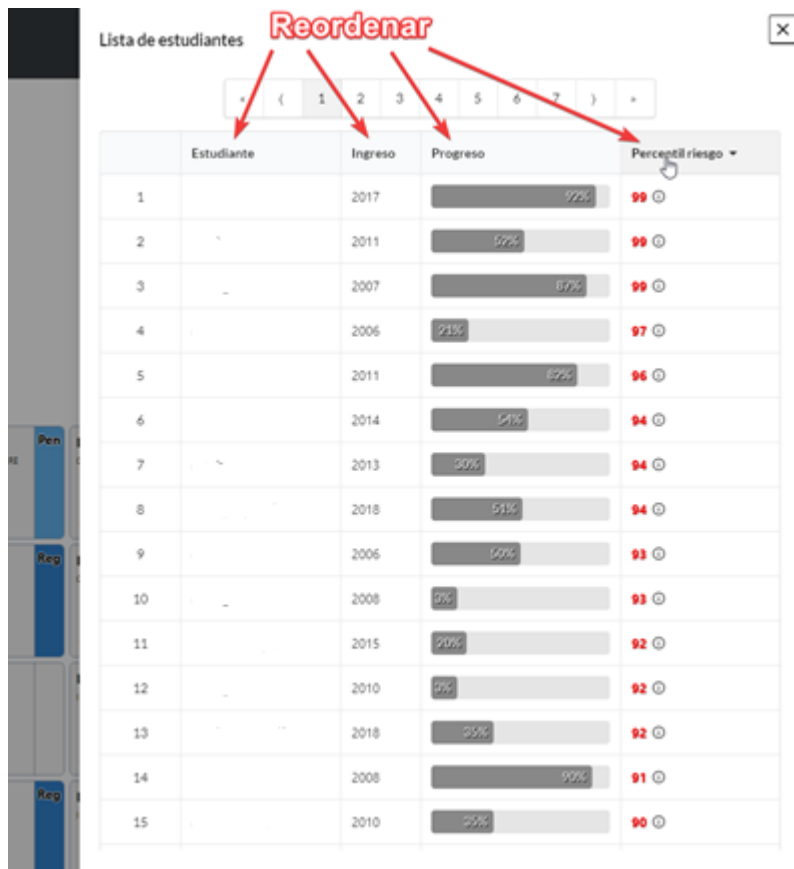 Reordenar
Lista de estudiantes
« ⟨ 1 2 3 4 5 6 7 ⟩ »
Estudiante Ingreso Progreso Percentil riesgo
1 2017 92% 99
2 2011 52% 99
3 2007 87% 99
4 2006 21% 97
5 2011 82% 96
6 2014 54% 94
7 2013 30% 94
8 2018 51% 94
9 2006 50% 93
10 2008 3% 93
11 2015 20% 92
12 2010 3% 92
13 2018 35% 92
14 2008 90% 91
15 2010 35% 90
Pen
Reg
Reg